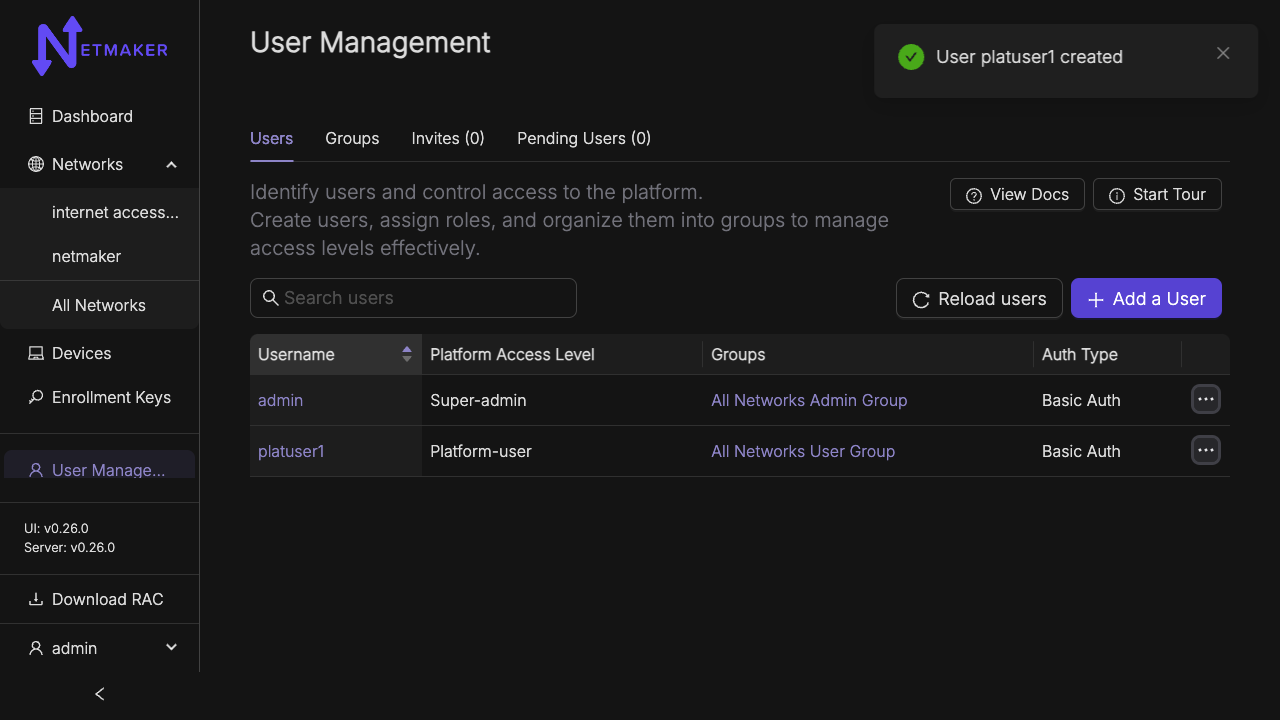 NETMAKER
Dashboard
Networks
internet access...
netmaker
All Networks
Devices
Enrollment Keys
User Manage...
UI: v0.26.0
Server: v0.26.0
Download RAC
admin
User Management
User platuser1 created
Users Groups Invites (0) Pending Users (0)
Identify users and control access to the platform.
Create users, assign roles, and organize them into groups to manage
access levels effectively.
View Docs Start Tour
Search users Reload users Add a User
Username Platform Access Level Groups Auth Type
admin Super-admin All Networks Admin Group Basic Auth
platuser1 Platform-user All Networks User Group Basic Auth